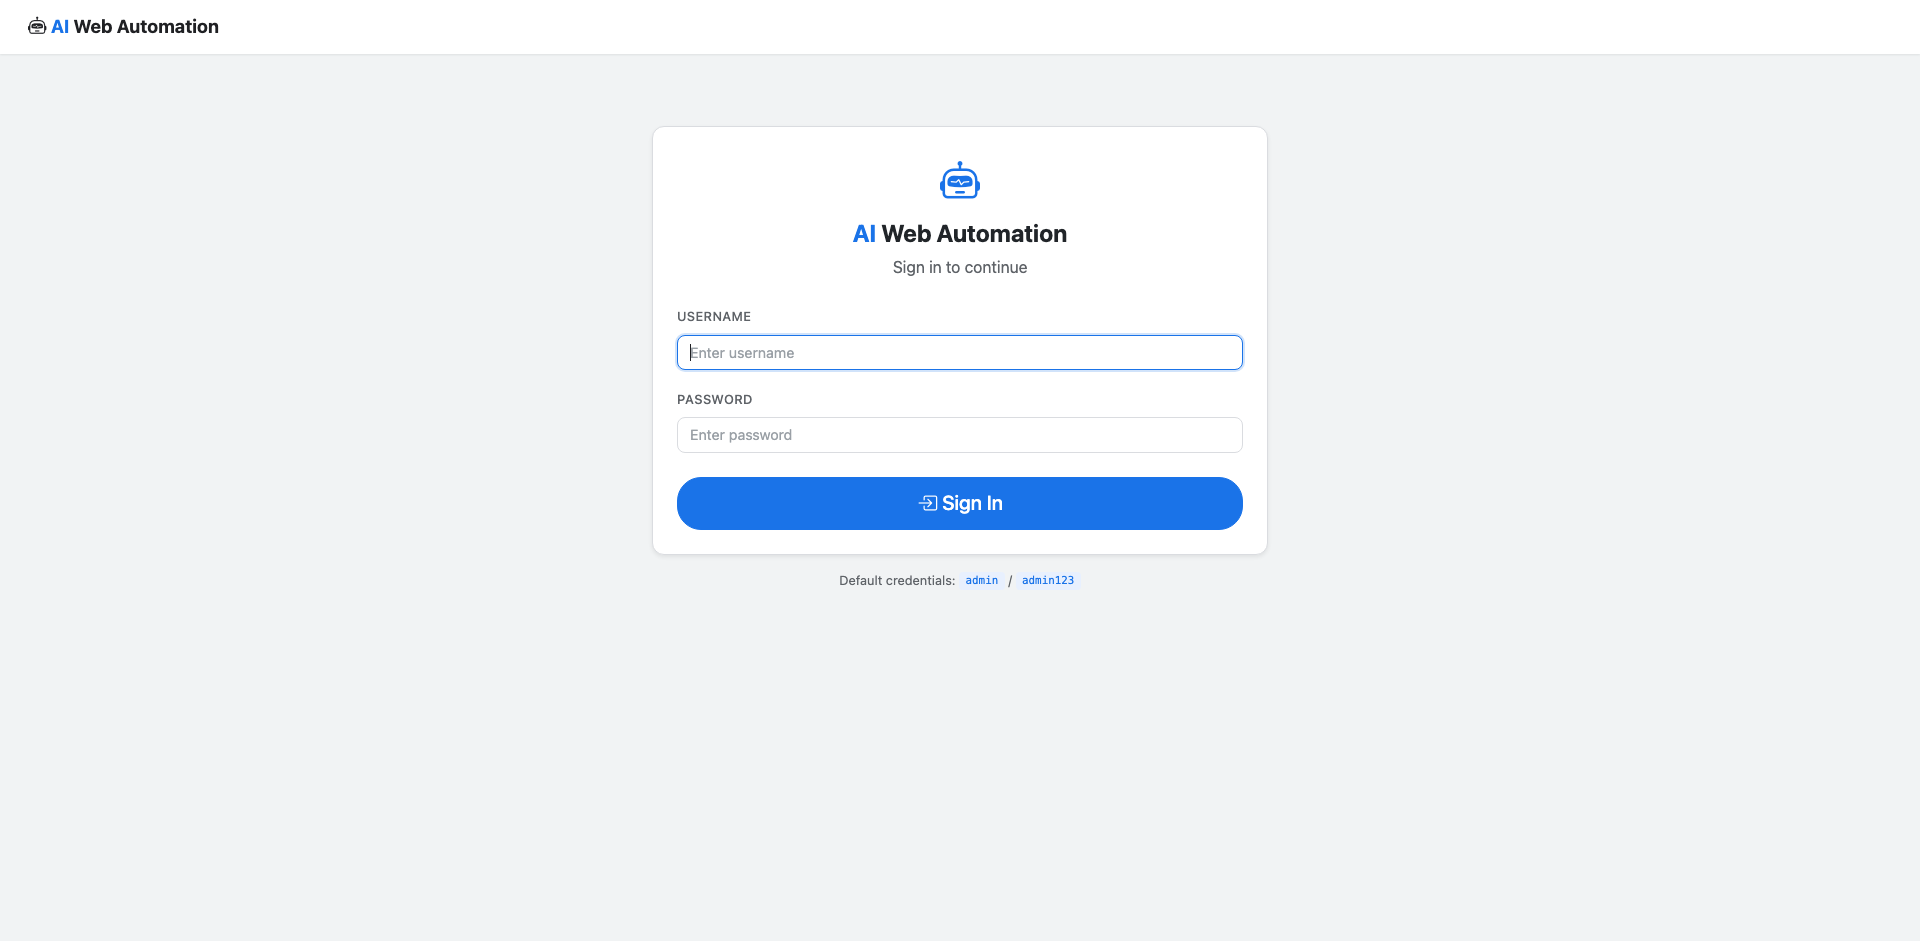 AI Web Automation
AI Web Automation
Sign in to continue
USERNAME
Enter username
PASSWORD
Enter password
Sign In
Default credentials: admin / admin123